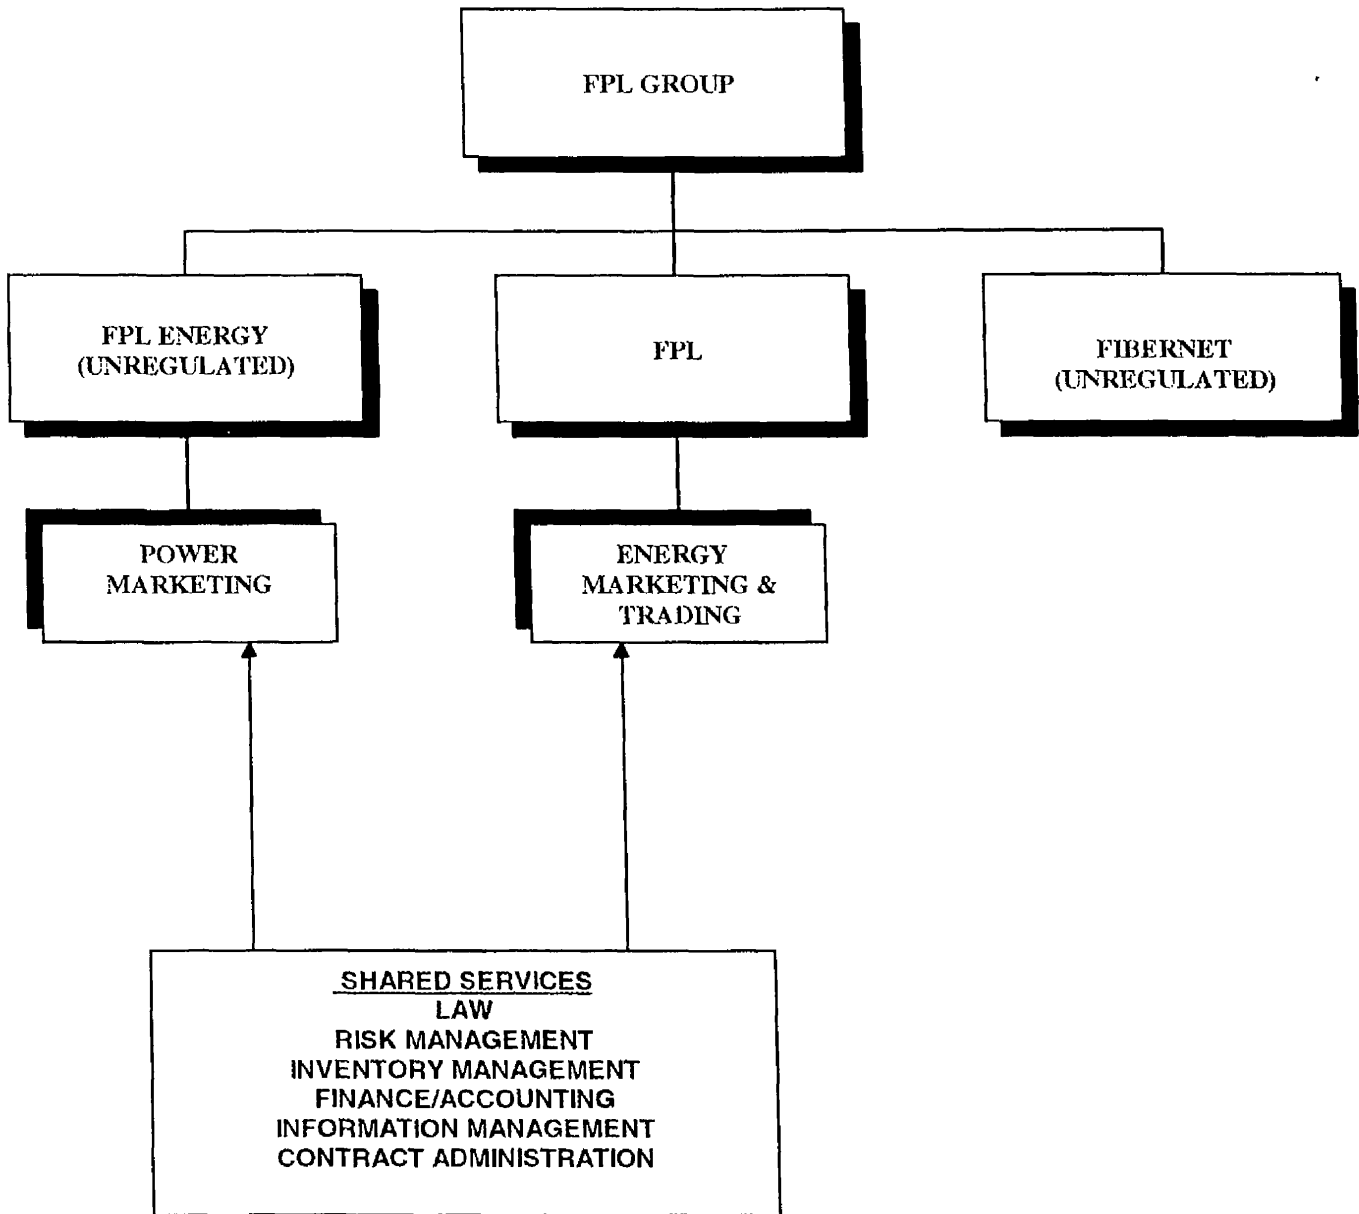 FPL GROUP
FPL ENERGY
(UNREGULATED)
FPL
FIBERNET
(UNREGULATED)
POWER
MARKETING
ENERGY
MARKETING &
TRADING
SHARED SERVICES
LAW
RISK MANAGEMENT
INVENTORY MANAGEMENT
FINANCE/ACCOUNTING
INFORMATION MANAGEMENT
CONTRACT ADMINISTRATION